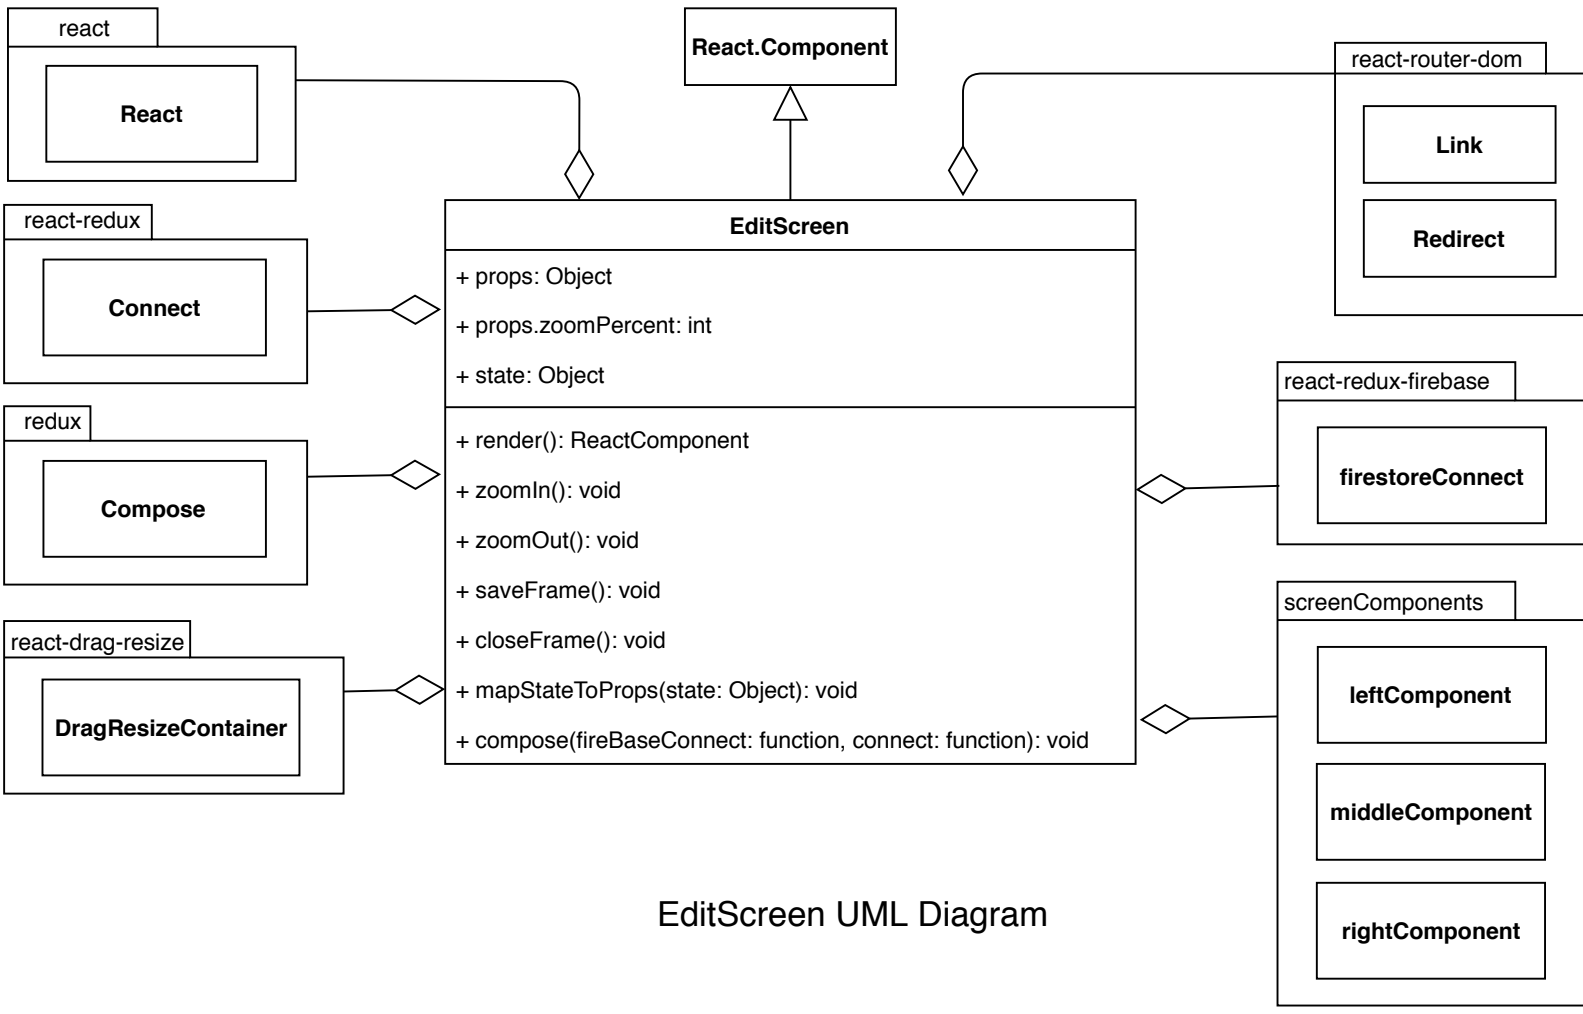 react
React
react-redux
Connect
redux
Compose
react-drag-resize
DragResizeContainer
React.Component
EditScreen
+ props: Object
+ props.zoomPercent: int
+ state: Object
+ render(): ReactComponent
+ zoomIn(): void
+ zoomOut(): void
+ saveFrame(): void
+ closeFrame(): void
+ mapStateToProps(state: Object): void
+ compose(fireBaseConnect: function, connect: function): void
react-router-dom
Link
Redirect
react-redux-firebase
firestoreConnect
screenComponents
leftComponent
middleComponent
rightComponent
EditScreen UML Diagram